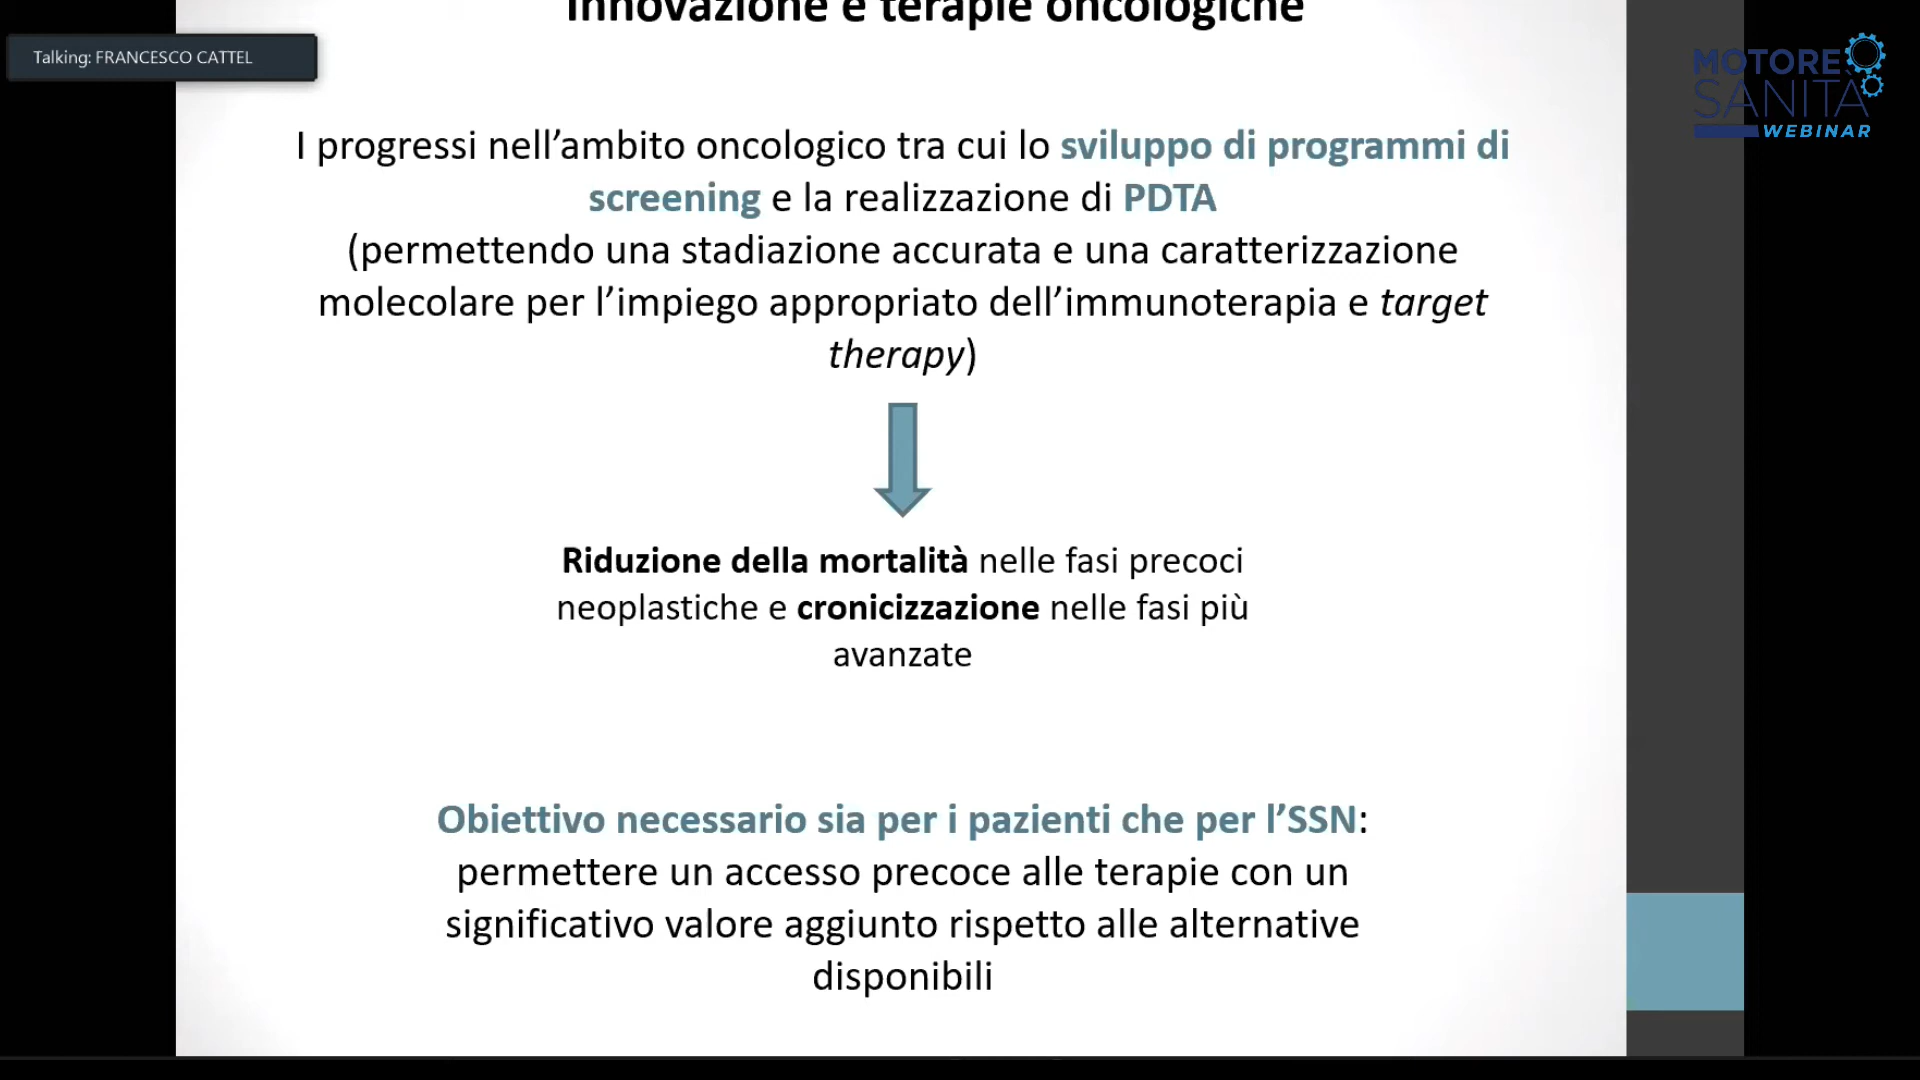 Innovazione e terapie oncologiche
Talking: FRANCESCO CATTEL
MOTORE
SANITÀ
WEBINAR
I progressi nell’ambito oncologico tra cui lo sviluppo di programmi di
screening e la realizzazione di PDTA
(permettendo una stadiazione accurata e una caratterizzazione
molecolare per l’impiego appropriato dell’immunoterapia e target
therapy)
Riduzione della mortalità nelle fasi precoci
neoplastiche e cronicizzazione nelle fasi più
avanzate
Obiettivo necessario sia per i pazienti che per l’SSN:
permettere un accesso precoce alle terapie con un
significativo valore aggiunto rispetto alle alternative
disponibili